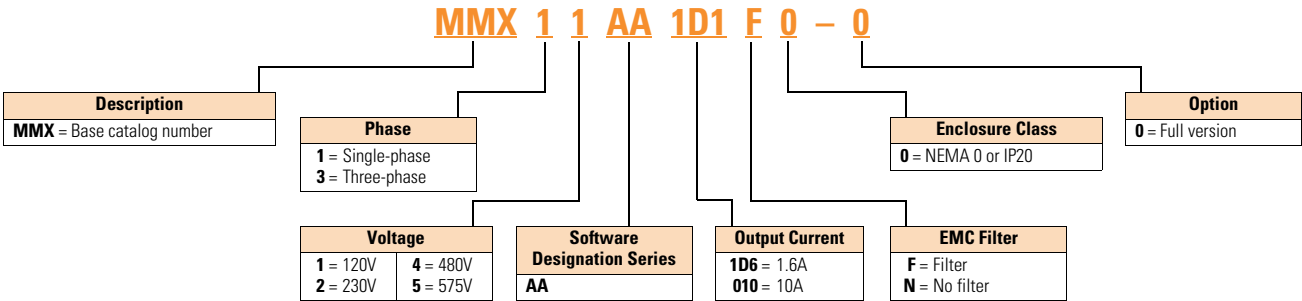 MMX 1 1 AA 1D1 F 0 – 0
Description
MMX = Base catalog number
Phase
1 = Single-phase
3 = Three-phase
Enclosure Class
0 = NEMA 0 or IP20
Option
0 = Full version
Voltage
1 = 120V 4 = 480V
2 = 230V 5 = 575V
Software
Designation Series
AA
Output Current
1D6 = 1.6A
010 = 10A
EMC Filter
F = Filter
N = No filter